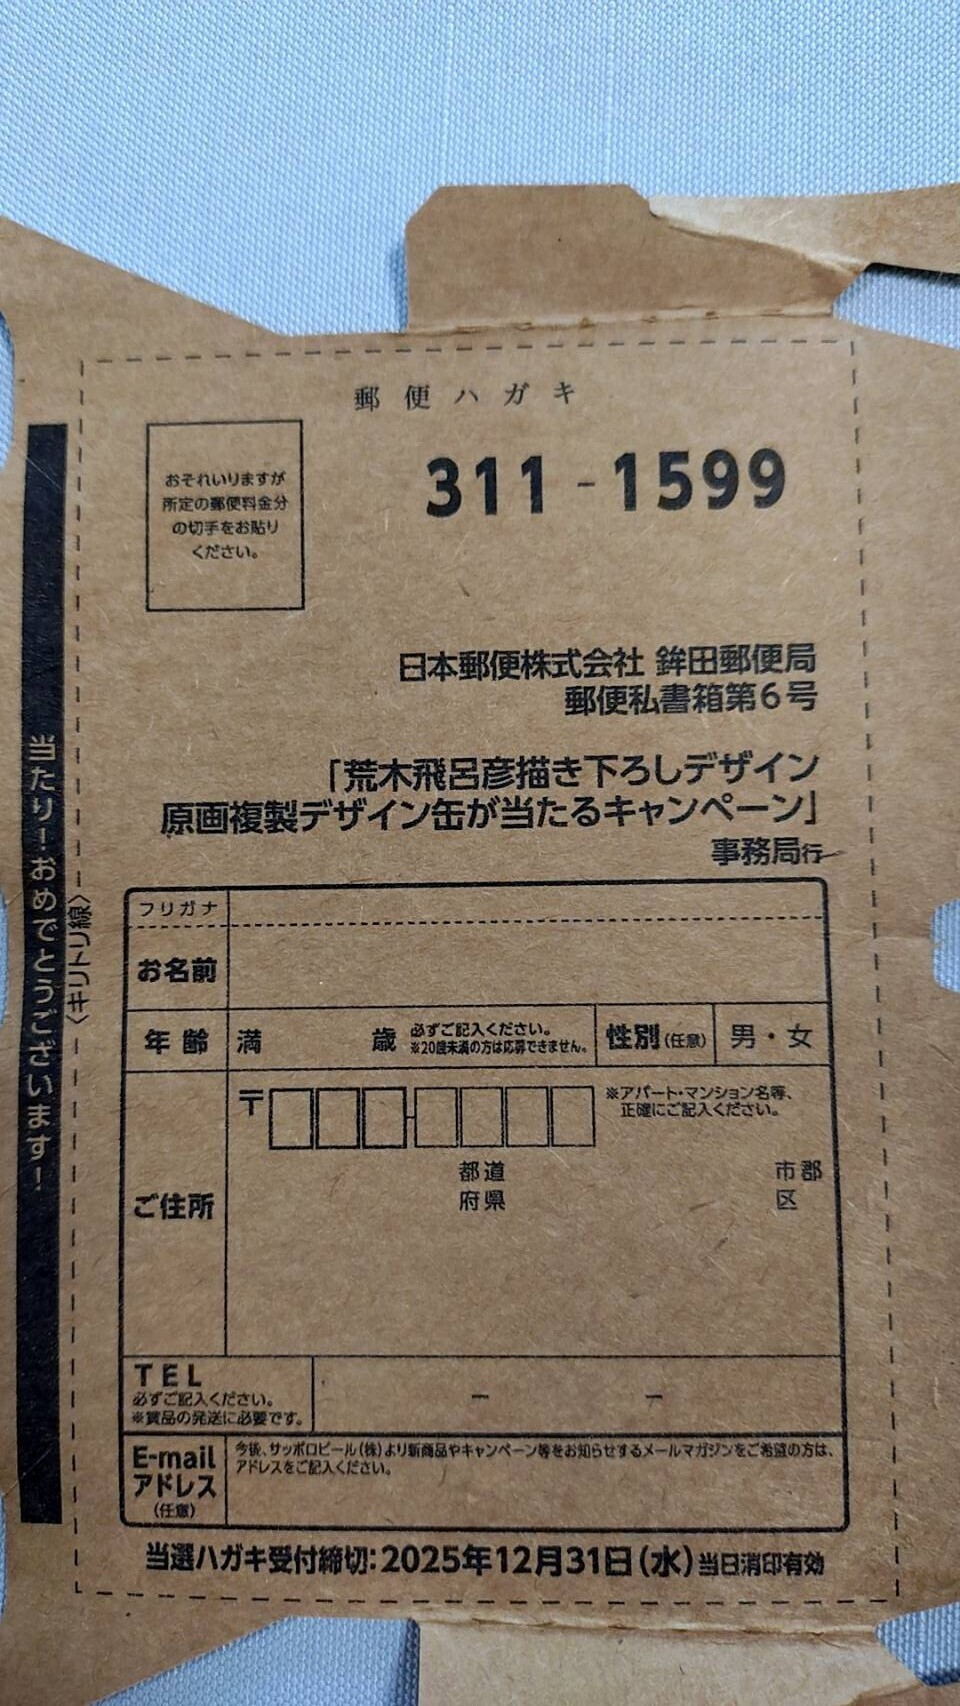 郵便ハガキ
おそれいりますが
所定の郵便料金分
の切手をお貼り
ください。
311-1599
日本郵便株式会社 鉾田郵便局
郵便私書箱第6号
「荒木飛呂彦描き下ろしデザイン
原画複製デザイン缶が当たるキャンペーン」
事務局行
当たり!おめでとうございます!
〈キリトリ線〉
フリガナ
お名前
年齢 満 歳 必ずご記入ください。
※20歳未満の方は応募できません。
性別(任意) 男・女
ご住所
〒
※アパート・マンション名等、
正確にご記入ください。
都道 市郡
府県 区
TEL
必ずご記入ください。
※賞品の発送に必要です。
- -
E-mail
アドレス
(任意)
今後、サッポロビール(株)より新商品やキャンペーン等をお知らせするメールマガジンをご希望の方は、
アドレスをご記入ください。
当選ハガキ受付締切:2025年12月31日(水)当日消印有効